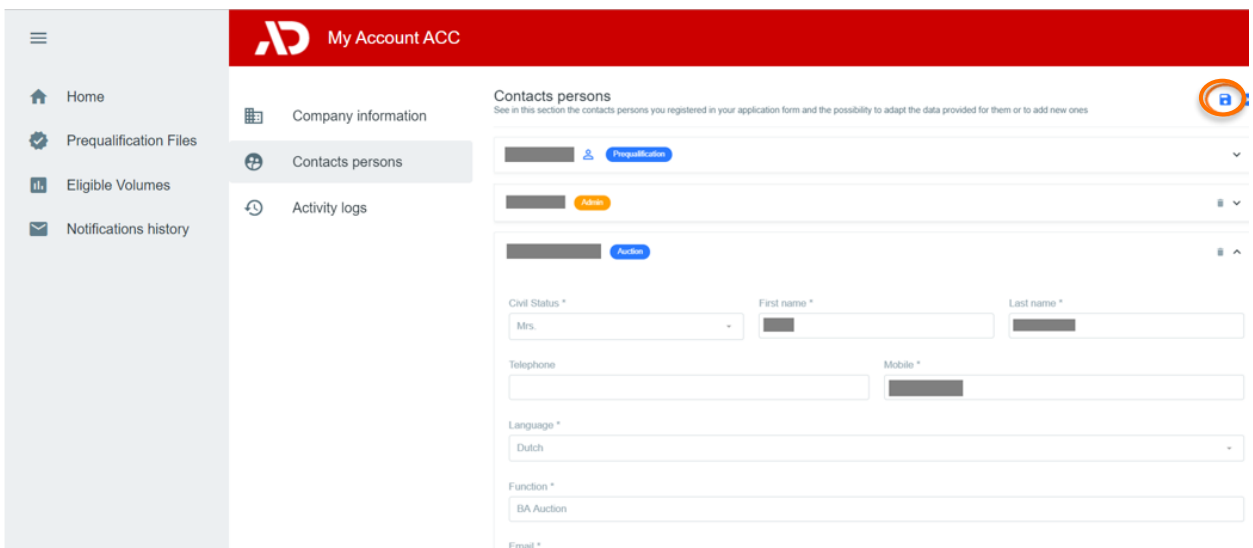 My Account ACC
Home
Prequalification Files
Eligible Volumes
Notifications history
Company information
Contacts persons
Activity logs
Contacts persons
See in this section the contacts persons you registered in your application form and the possibility to adapt the data provided for them or to add new ones
Prequalification
Admin
Auction
Civil Status * First name * Last name *
Mrs.
Telephone Mobile *
Language *
Dutch
Function *
BA Auction
Email *